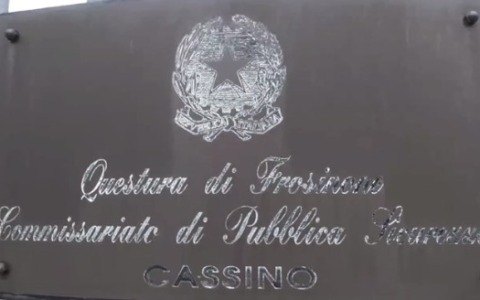 Questura di Frosinone
Commissariato di Pubblica Sicurezza
CASSINO